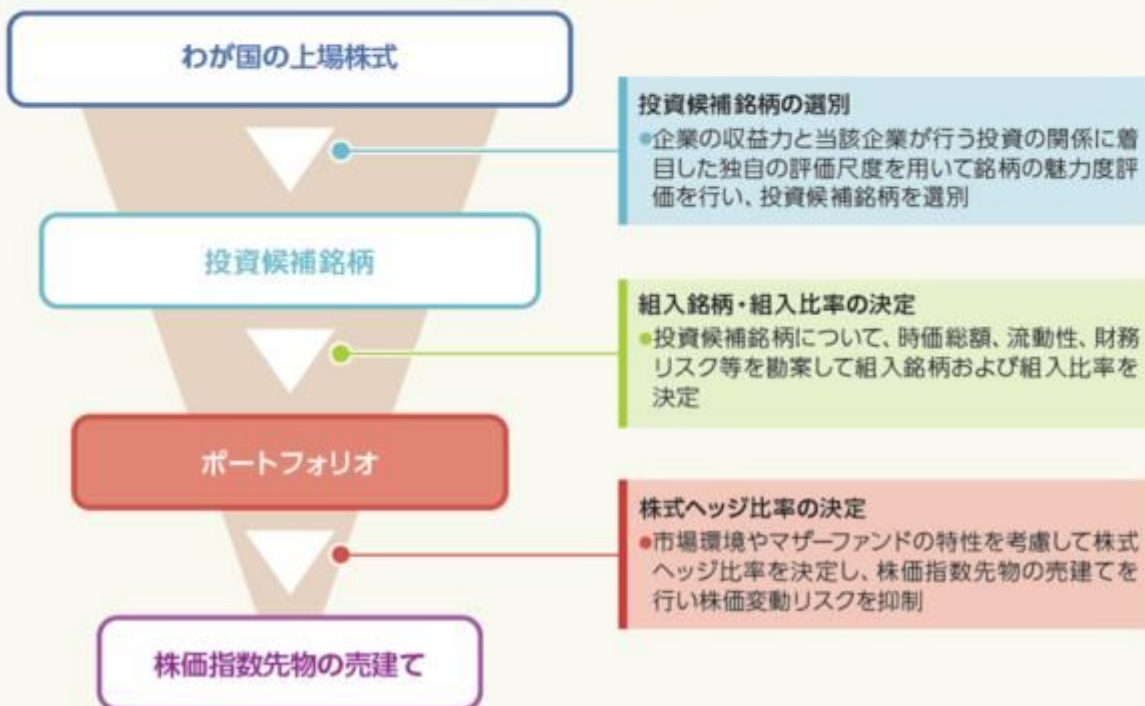 わが国の上場株式
投資候補銘柄の選別
●企業の収益力と当該企業が行う投資の関係に着
目した独自の評価尺度を用いて銘柄の魅力度評
価を行い、投資候補銘柄を選別
投資候補銘柄
組入銘柄・組入比率の決定
●投資候補銘柄について、時価総額、流動性、財務
リスク等を勘案して組入銘柄および組入比率を
決定
ポートフォリオ
株式ヘッジ比率の決定
●市場環境やマザーファンドの特性を考慮して株式
ヘッジ比率を決定し、株価指数先物の売建てを
行い株価変動リスクを抑制
株価指数先物の売建て